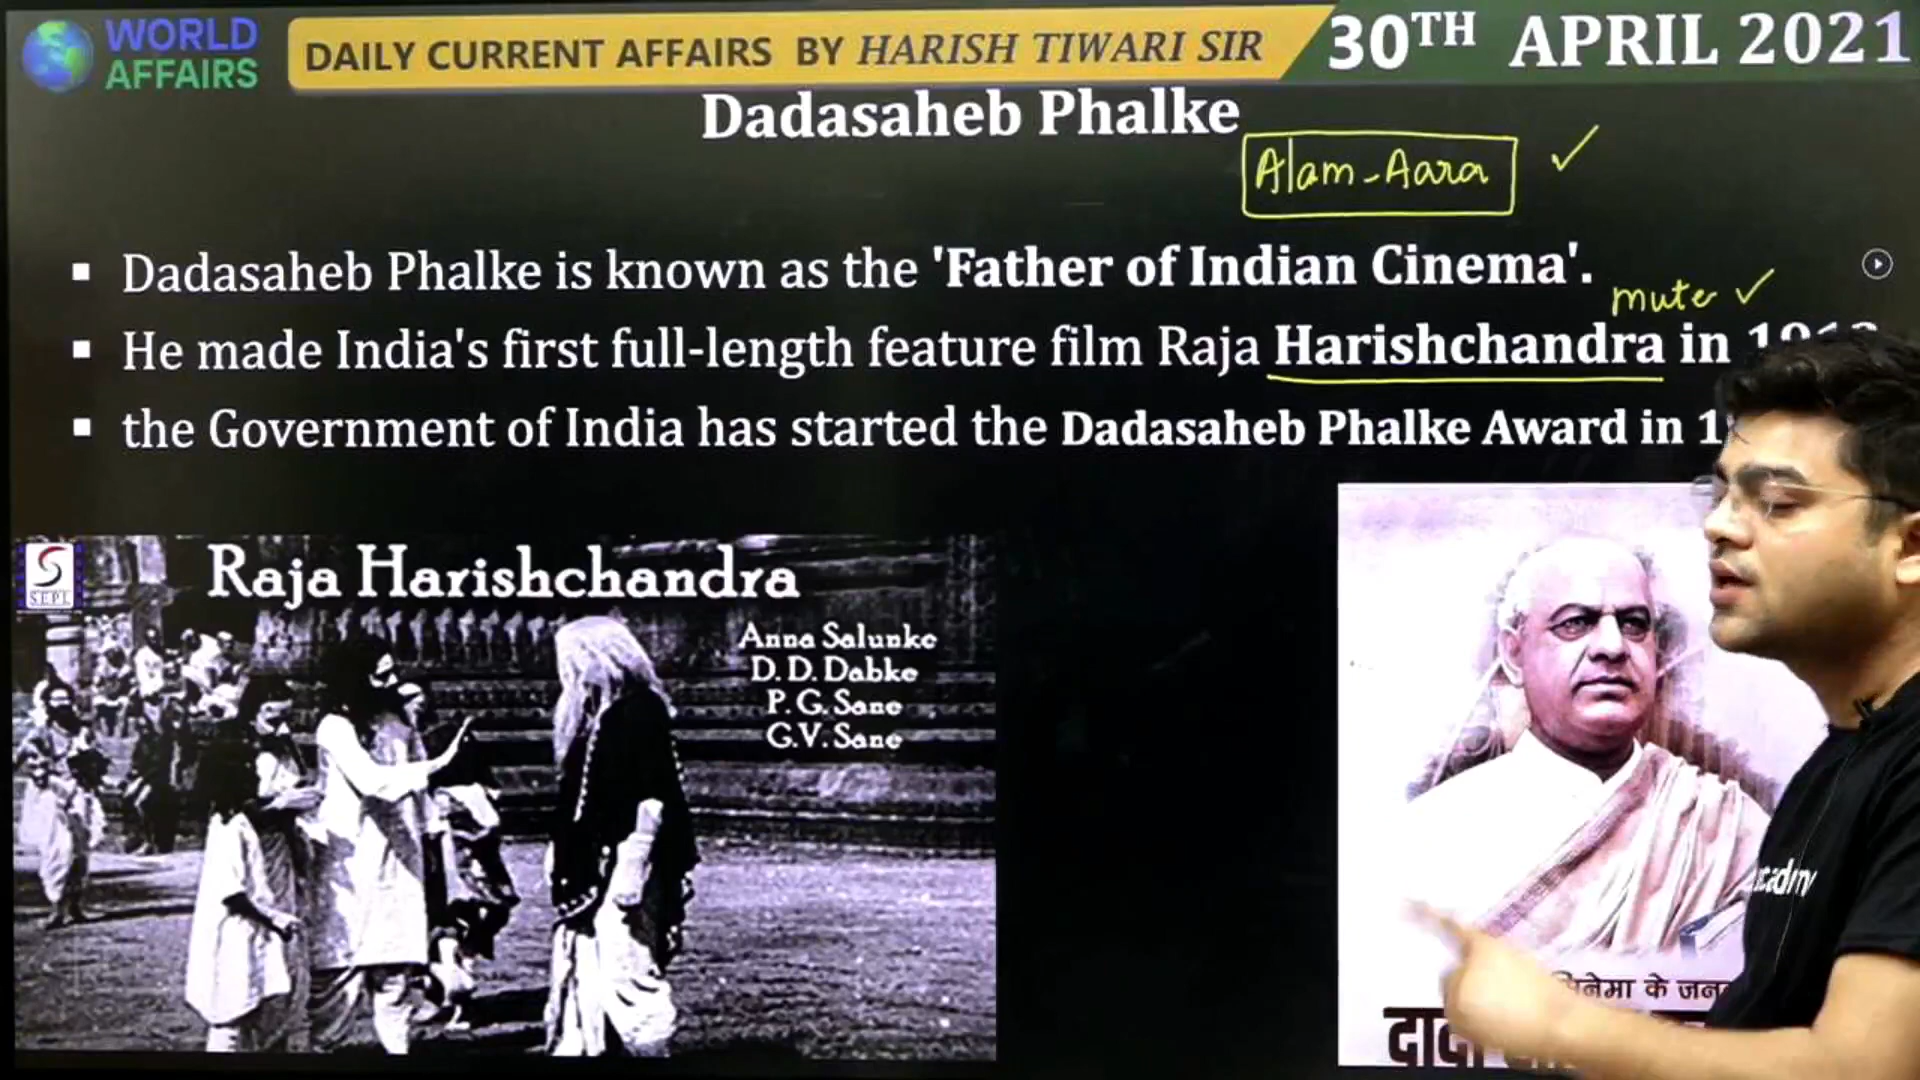 WORLD
AFFAIRS
DAILY CURRENT AFFAIRS BY HARISH TIWARI SIR
30TH APRIL 2021
Dadasaheb Phalke
Alam-Aara ✓
▪ Dadasaheb Phalke is known as the 'Father of Indian Cinema'.
mute ✓
▪ He made India's first full-length feature film Raja Harishchandra in
▪ the Government of India has started the Dadasaheb Phalke Award in
S
SEPL
Raja Harishchandra
Anna Salunke
D. D. Dabke
P. G. Sane
G.V. Sane
के